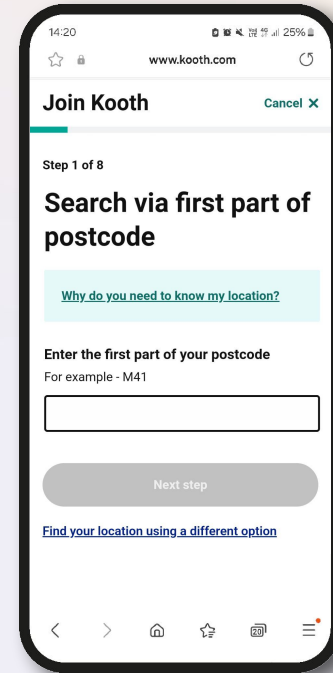 14:20
25%
www.kooth.com
Join Kooth
Cancel
Step 1 of 8
Search via first part of
postcode
Why do you need to know my location?
Enter the first part of your postcode
For example - M41
Next step
Find your location using a different option
20